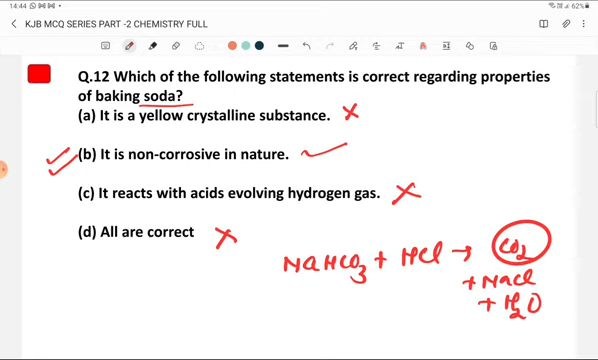 14:44
62%
KJB MCQ SERIES PART -2 CHEMISTRY FULL
Q.12 Which of the following statements is correct regarding properties
of baking soda?
(a) It is a yellow crystalline substance.
(b) It is non-corrosive in nature.
(c) It reacts with acids evolving hydrogen gas.
(d) All are correct
NaHCO3 + HCl → CO2
+ NaCl
+ H2O